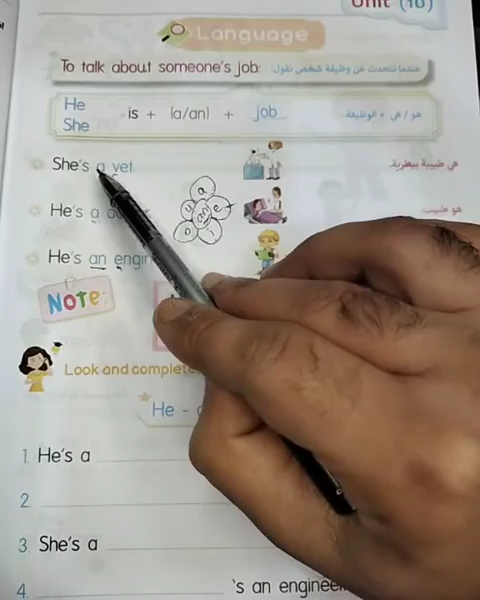 Unit (10)
Language
To talk about someone's job: عندما نتحدث عن وظيفة شخص نقول:
He
She
is + (a/an) + job
هو / هي + الوظيفة.
She's a vet
هي طبيبة بيطرية.
He's a
هو طبيب.
He's an
a
u
an
e
o
i
Note:
Look and complete
He -
1. He's a
2.
3. She's a
4. 's an engineer